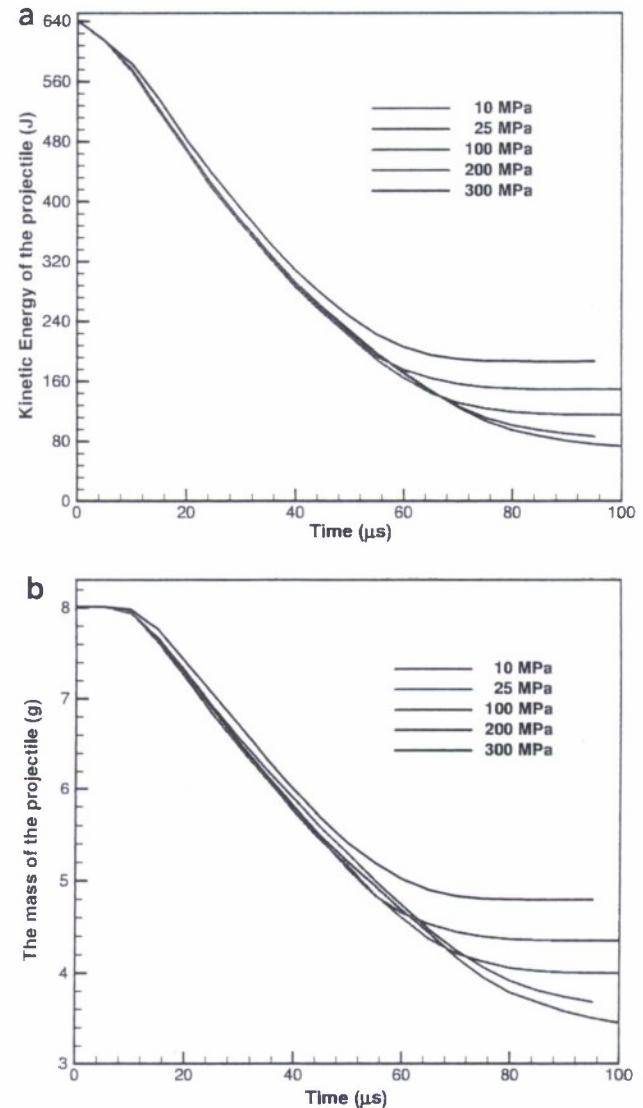 a
640
560
480
400
320
240
160
80
0
Kinetic Energy of the projectile (J)
10 MPa
25 MPa
100 MPa
200 MPa
300 MPa
0 20 40 60 80 100
Time (μs)
b
8
7
6
5
4
3
The mass of the projectile (g)
10 MPa
25 MPa
100 MPa
200 MPa
300 MPa
0 20 40 60 80 100
Time (μs)